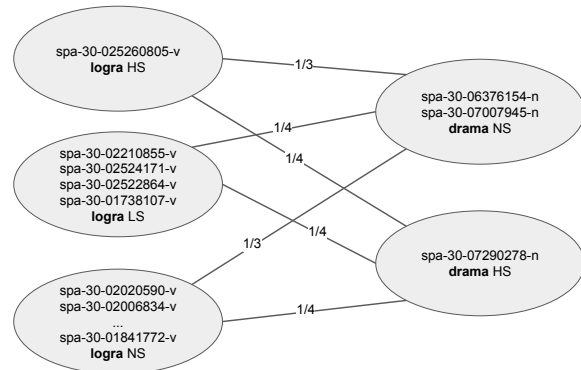 spa-30-025260805-v
logra HS
spa-30-02210855-v
spa-30-02524171-v
spa-30-02522864-v
spa-30-01738107-v
logra LS
spa-30-02020590-v
spa-30-02006834-v
...
spa-30-01841772-v
logra NS
1/3
1/4
1/4
1/4
1/3
1/4
spa-30-06376154-n
spa-30-07007945-n
drama NS
spa-30-07290278-n
drama HS